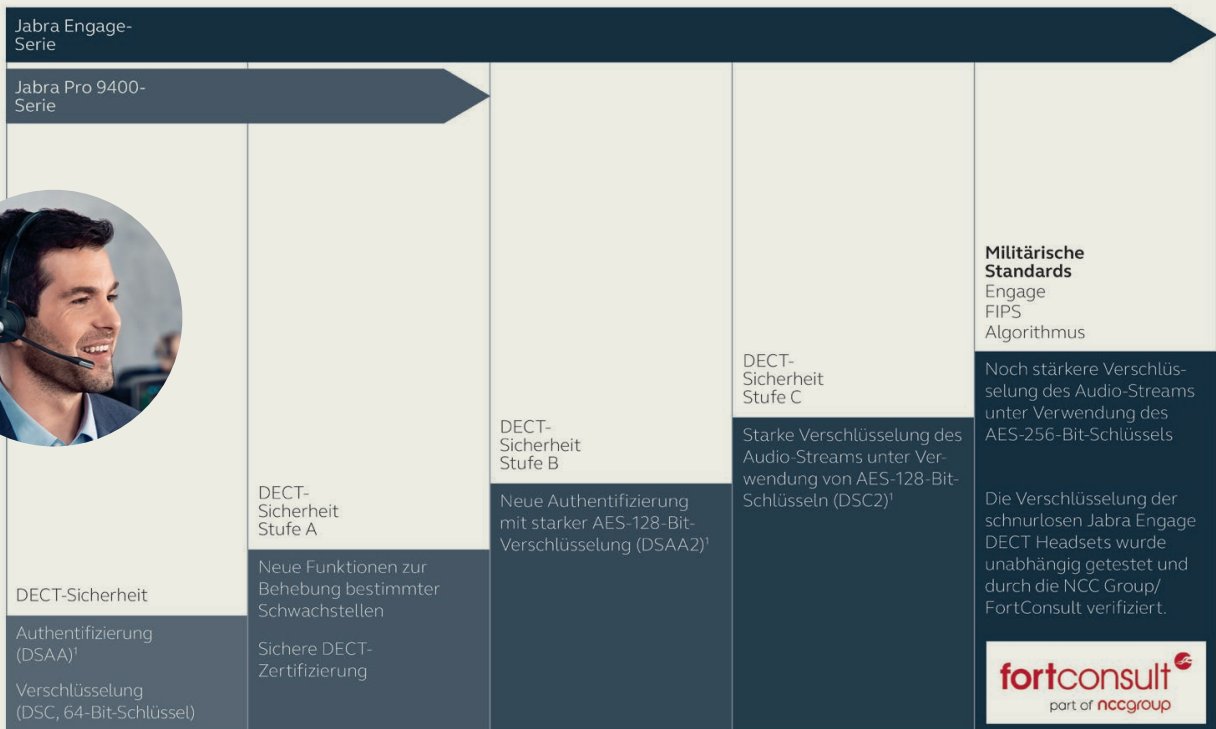 Jabra Engage-
Serie
Jabra Pro 9400-
Serie
DECT-Sicherheit
Authentifizierung
(DSAA)¹
Verschlüsselung
(DSC, 64-Bit-Schlüssel)
DECT-
Sicherheit
Stufe A
Neue Funktionen zur
Behebung bestimmter
Schwachstellen
Sichere DECT-
Zertifizierung
DECT-
Sicherheit
Stufe B
Neue Authentifizierung
mit starker AES-128-Bit-
Verschlüsselung (DSAA2)¹
DECT-
Sicherheit
Stufe C
Starke Verschlüsselung des
Audio-Streams unter Ver-
wendung von AES-128-Bit-
Schlüsseln (DSC2)¹
Militärische
Standards
Engage
FIPS
Algorithmus
Noch stärkere Verschlüs-
selung des Audio-Streams
unter Verwendung des
AES-256-Bit-Schlüssels
Die Verschlüsselung der
schnurlosen Jabra Engage
DECT Headsets wurde
unabhängig getestet und
durch die NCC Group/
FortConsult verifiziert.
fortconsult
part of nccgroup